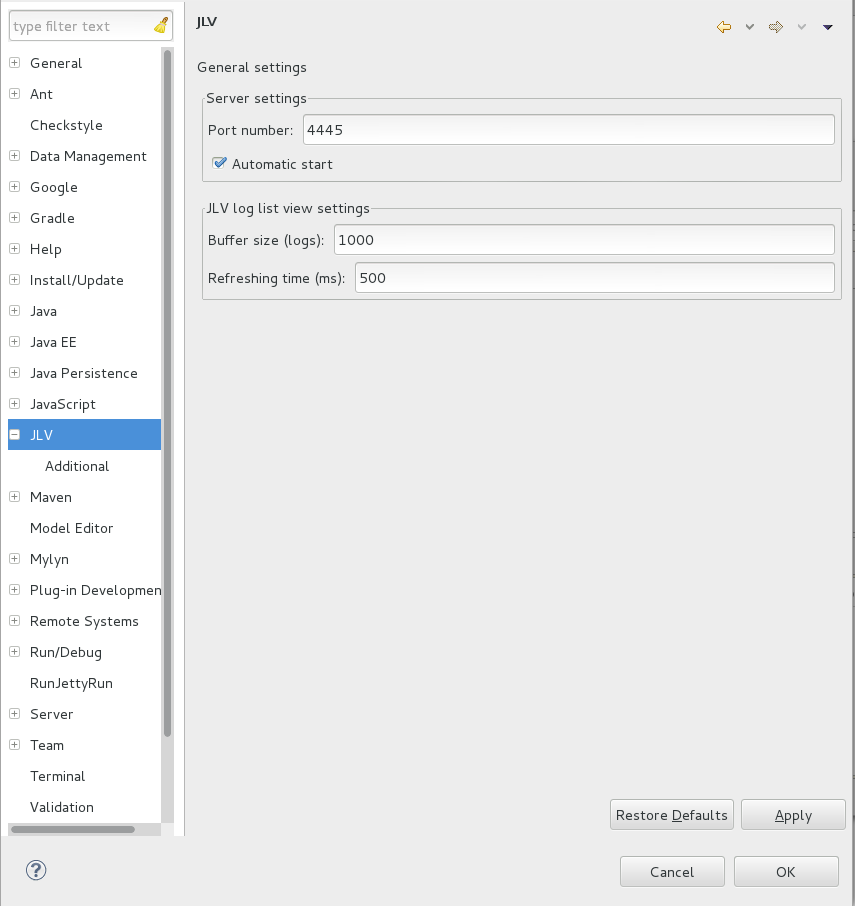 type filter text
General
Ant
Checkstyle
Data Management
Google
Gradle
Help
Install/Update
Java
Java EE
Java Persistence
JavaScript
JLV
Additional
Maven
Model Editor
Mylyn
Plug-in Developmen
Remote Systems
Run/Debug
RunJettyRun
Server
Team
Terminal
Validation
JLV
General settings
Server settings
Port number: 4445
Automatic start
JLV log list view settings
Buffer size (logs): 1000
Refreshing time (ms): 500
Restore Defaults Apply
? Cancel OK